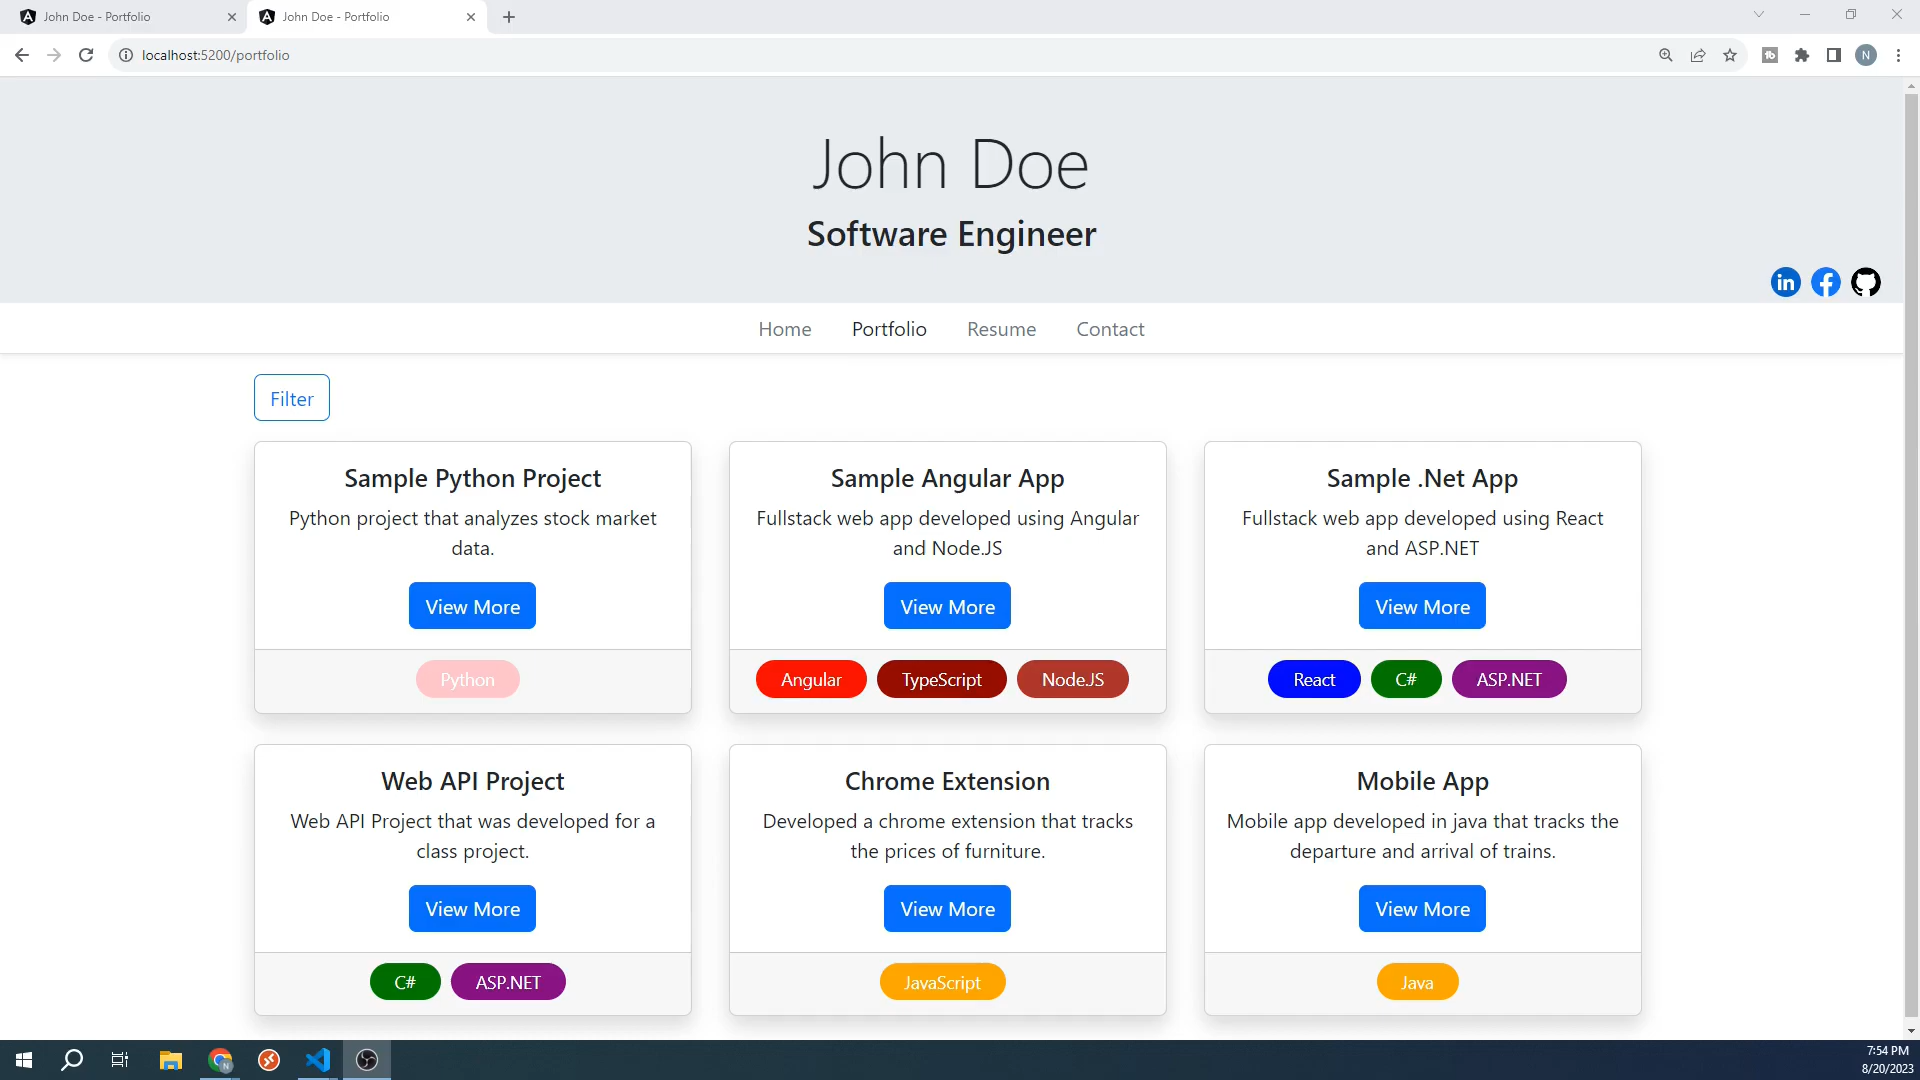 John Doe - Portfolio
John Doe - Portfolio
localhost:5200/portfolio
N
John Doe
Software Engineer
in
Home
Portfolio
Resume
Contact
Filter
Sample Python Project
Python project that analyzes stock market
data.
View More
Python
Sample Angular App
Fullstack web app developed using Angular
and Node.JS
View More
Angular
TypeScript
Node.JS
Sample .Net App
Fullstack web app developed using React
and ASP.NET
View More
React
C#
ASP.NET
Web API Project
Web API Project that was developed for a
class project.
View More
C#
ASP.NET
Chrome Extension
Developed a chrome extension that tracks
the prices of furniture.
View More
JavaScript
Mobile App
Mobile app developed in java that tracks the
departure and arrival of trains.
View More
Java
N
7:54 PM
8/20/2023